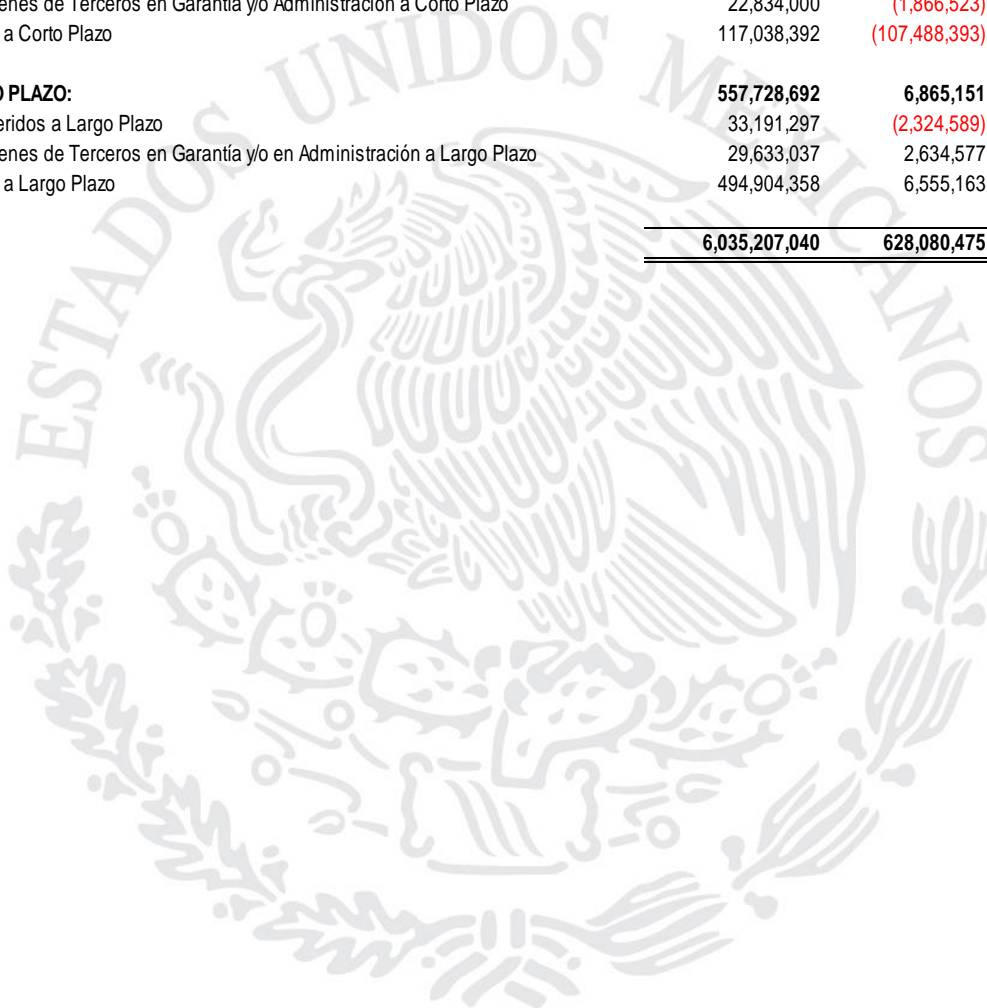 enes de Terceros en Garantía y/o Administración a Corto Plazo 22,834,000 (1,866,523)
a Corto Plazo 117,038,392 (107,488,393)
O PLAZO: 557,728,692 6,865,151
eridos a Largo Plazo 33,191,297 (2,324,589)
enes de Terceros en Garantía y/o en Administración a Largo Plazo 29,633,037 2,634,577
a Largo Plazo 494,904,358 6,555,163
6,035,207,040 628,080,475
ESTADOS UNIDOS MEXICANOS